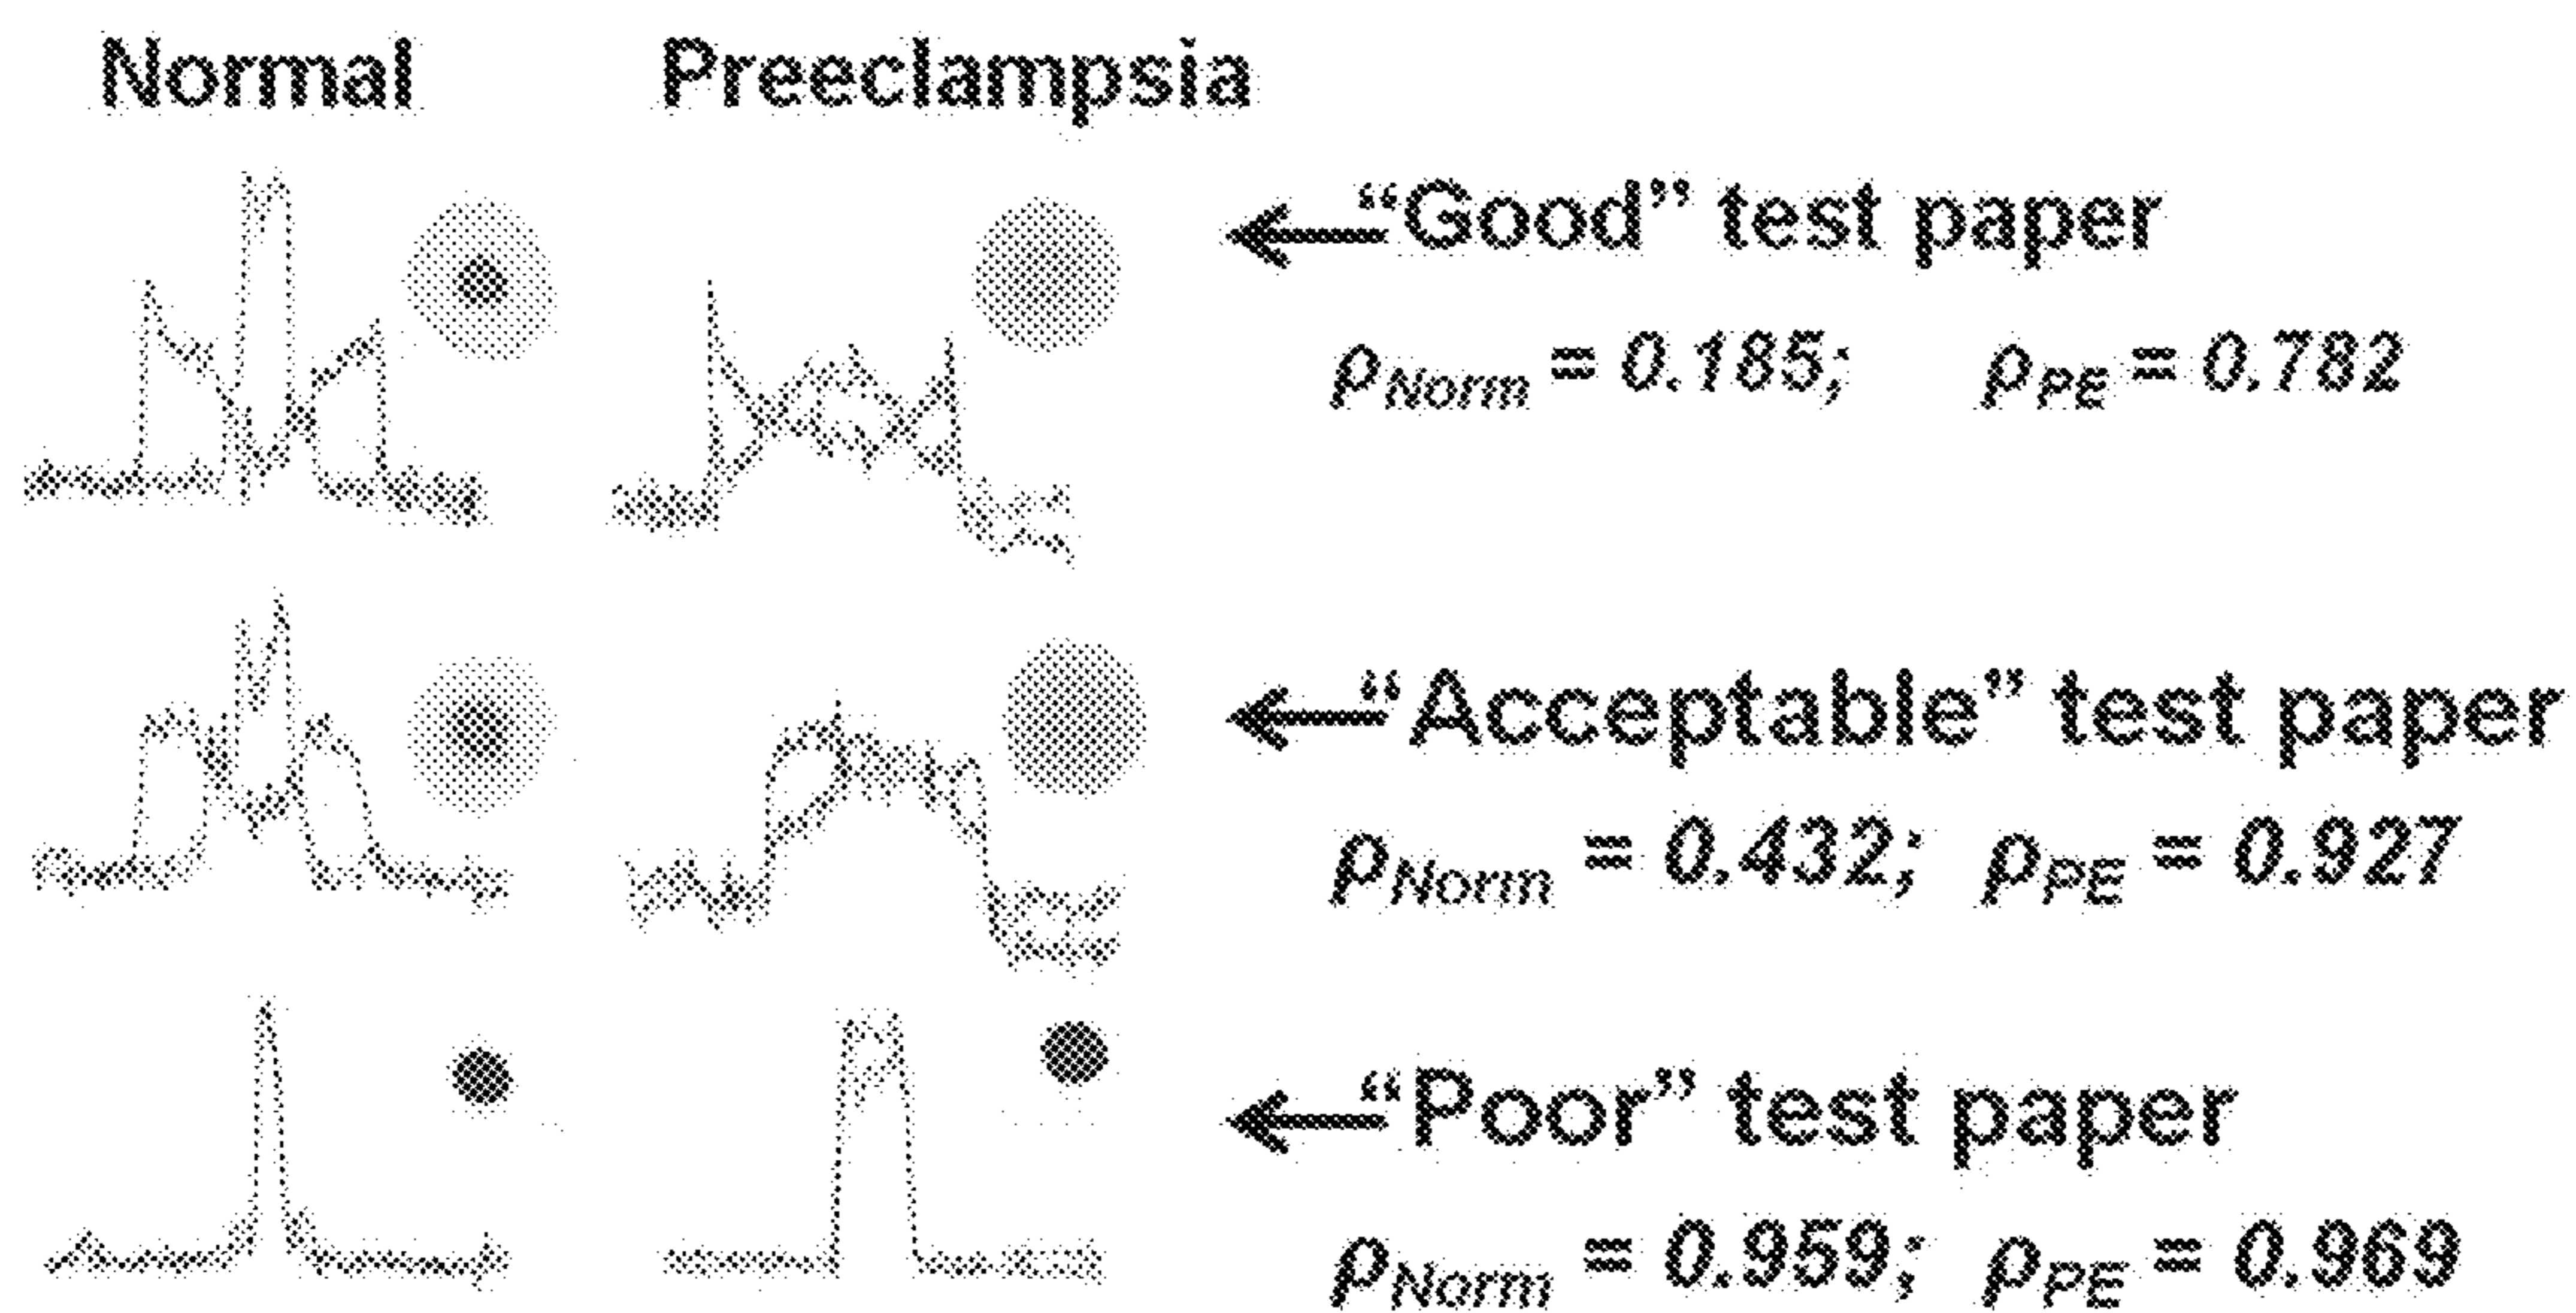 Normal Preeclampsia
“Good” test paper
ρNorm = 0.185; ρPE = 0.782
“Acceptable” test paper
ρNorm = 0.432; ρPE = 0.927
“Poor” test paper
ρNorm = 0.959; ρPE = 0.969